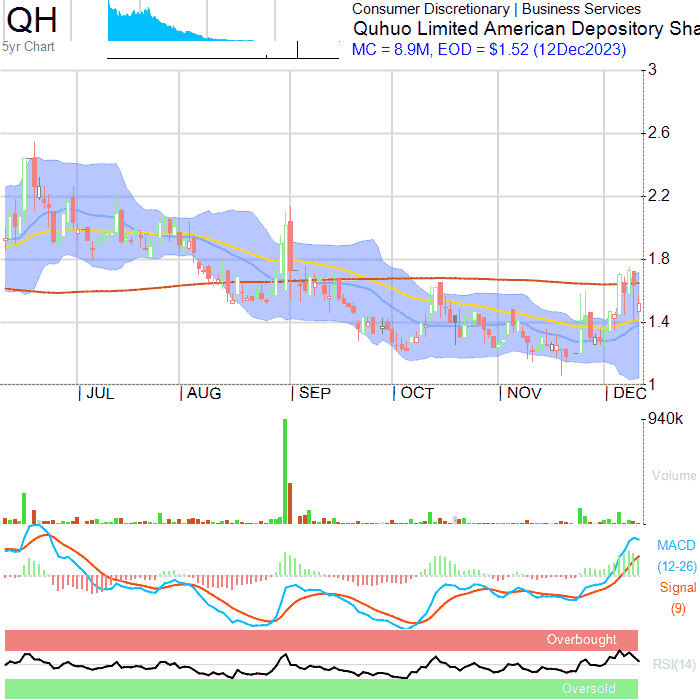 QH
5yr Chart
Consumer Discretionary | Business Services
Quhuo Limited American Depository Sha
MC = 8.9M, EOD = $1.52 (12Dec2023)
3
2.6
2.2
1.8
1.4
1
JUL AUG SEP OCT NOV DEC
940k
Volume
MACD
(12-26)
Signal
(9)
Overbought
RSI(14)
Oversold